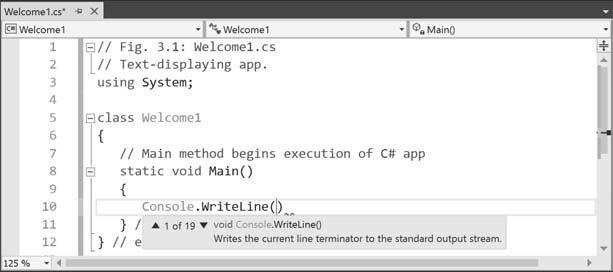 Welcome1.cs*
C# Welcome1 Welcome1 Main()
1 // Fig. 3.1: Welcome1.cs
2 // Text-displaying app.
3 using System;
4
5 class Welcome1
6 {
7 // Main method begins execution of C# app
8 static void Main()
9 {
10 Console.WriteLine()
11 } //
12 } // e
▲ 1 of 19 ▼ void Console.WriteLine()
Writes the current line terminator to the standard output stream.
125 %